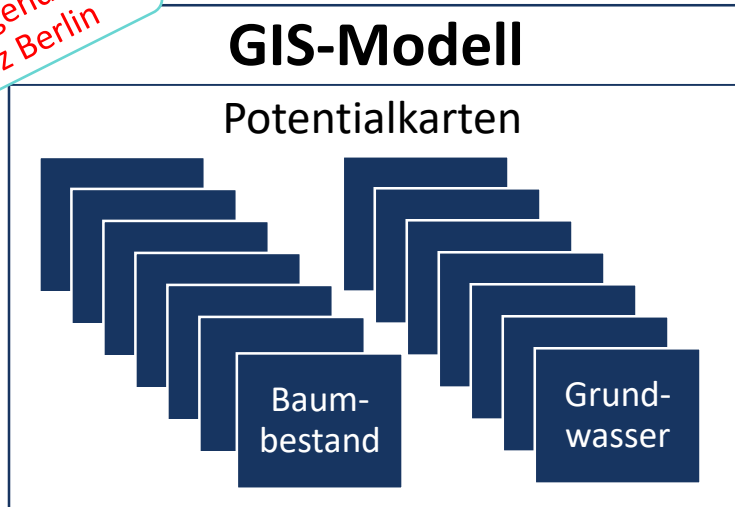 z Berlin
GIS-Modell
Potentialkarten
Baum-
bestand
Grund-
wasser